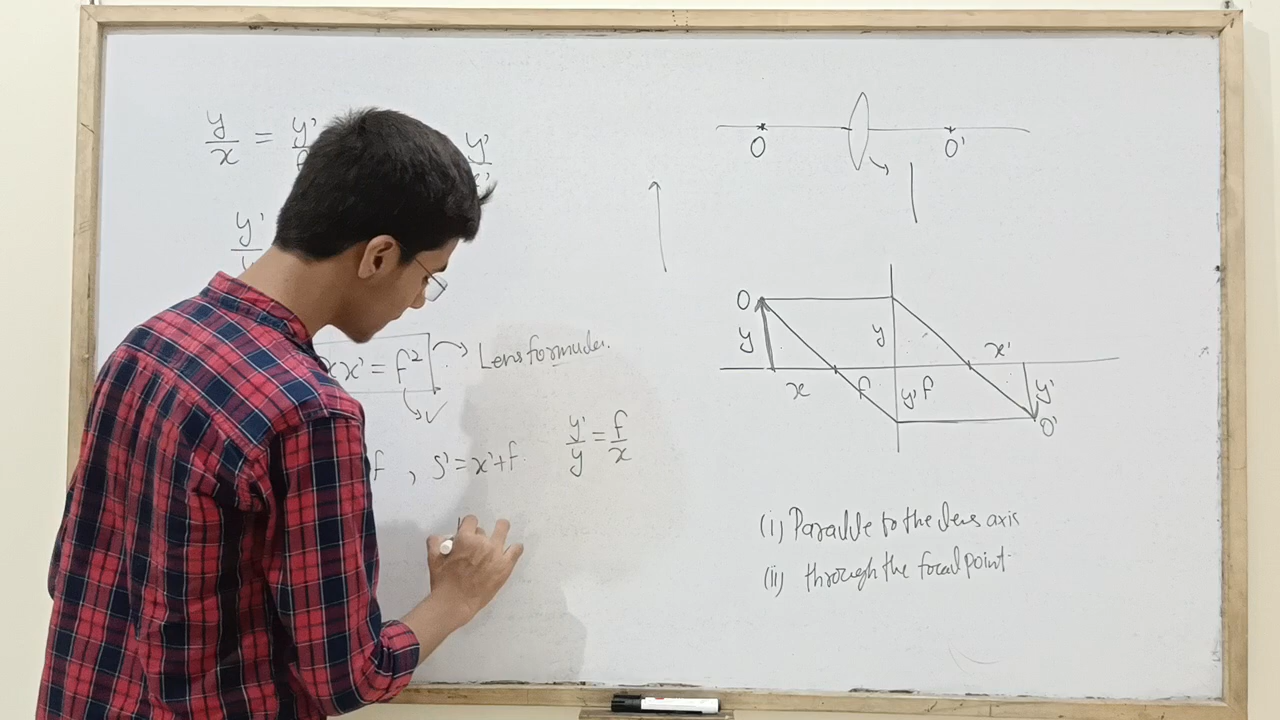 y/x = y'/
y'
y'/
xx' = f² → Lens formula.
f , s' = x'+f. y'/y = f/x
O O'
O y y x'
x f y' f y'
O'
(i) Parallel to the lens axis
(ii) through the focal point